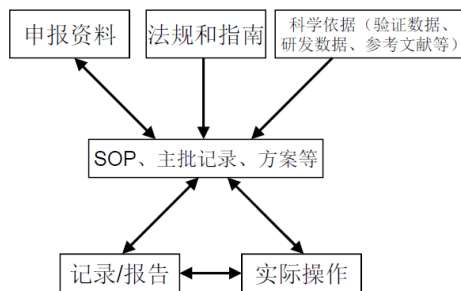 申报资料
法规和指南
科学依据（验证数据、
研发数据、参考文献等）
SOP、主批记录、方案等
记录/报告
实际操作